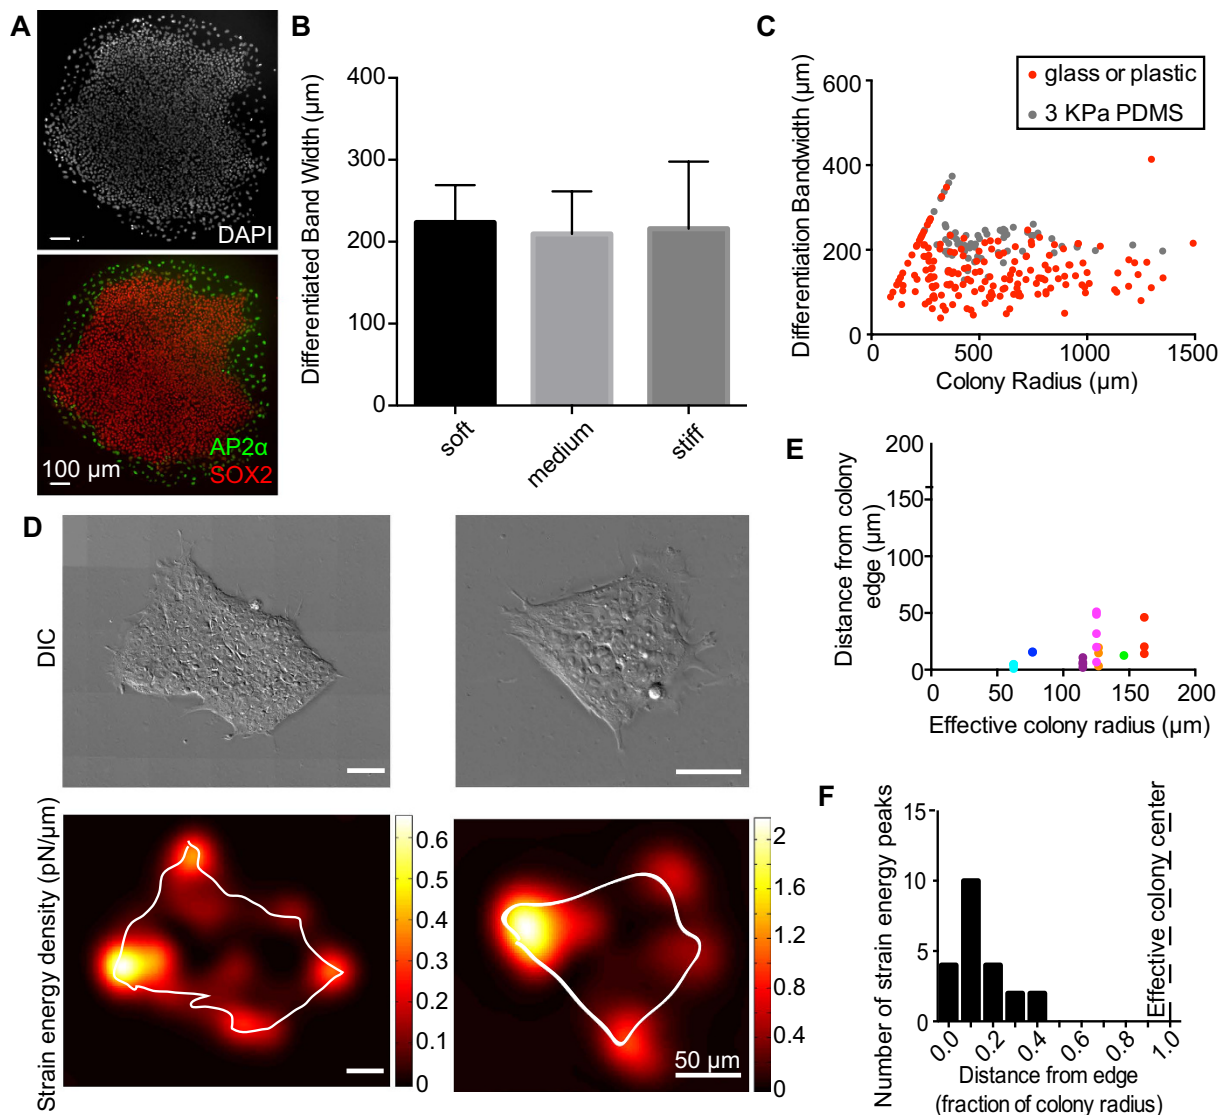 A
DAPI
AP2α
SOX2
100 µm
B
Differentiated Band Width (µm)
400
300
200
100
0
soft
medium
stiff
C
glass or plastic
3 KPa PDMS
Differentiation Bandwidth (µm)
600
400
200
0
0
500
1000
1500
Colony Radius (µm)
D
DIC
Strain energy density (pN/µm)
0.6
0.5
0.4
0.3
0.2
0.1
0
2
1.6
1.2
0.8
0.4
0
50 µm
E
Distance from colony
edge (µm)
200
150
100
50
0
0
50
100
150
200
Effective colony radius (µm)
F
Number of strain energy peaks
15
10
5
0
Effective colony center
0.0
0.2
0.4
0.6
0.8
1.0
Distance from edge
(fraction of colony radius)